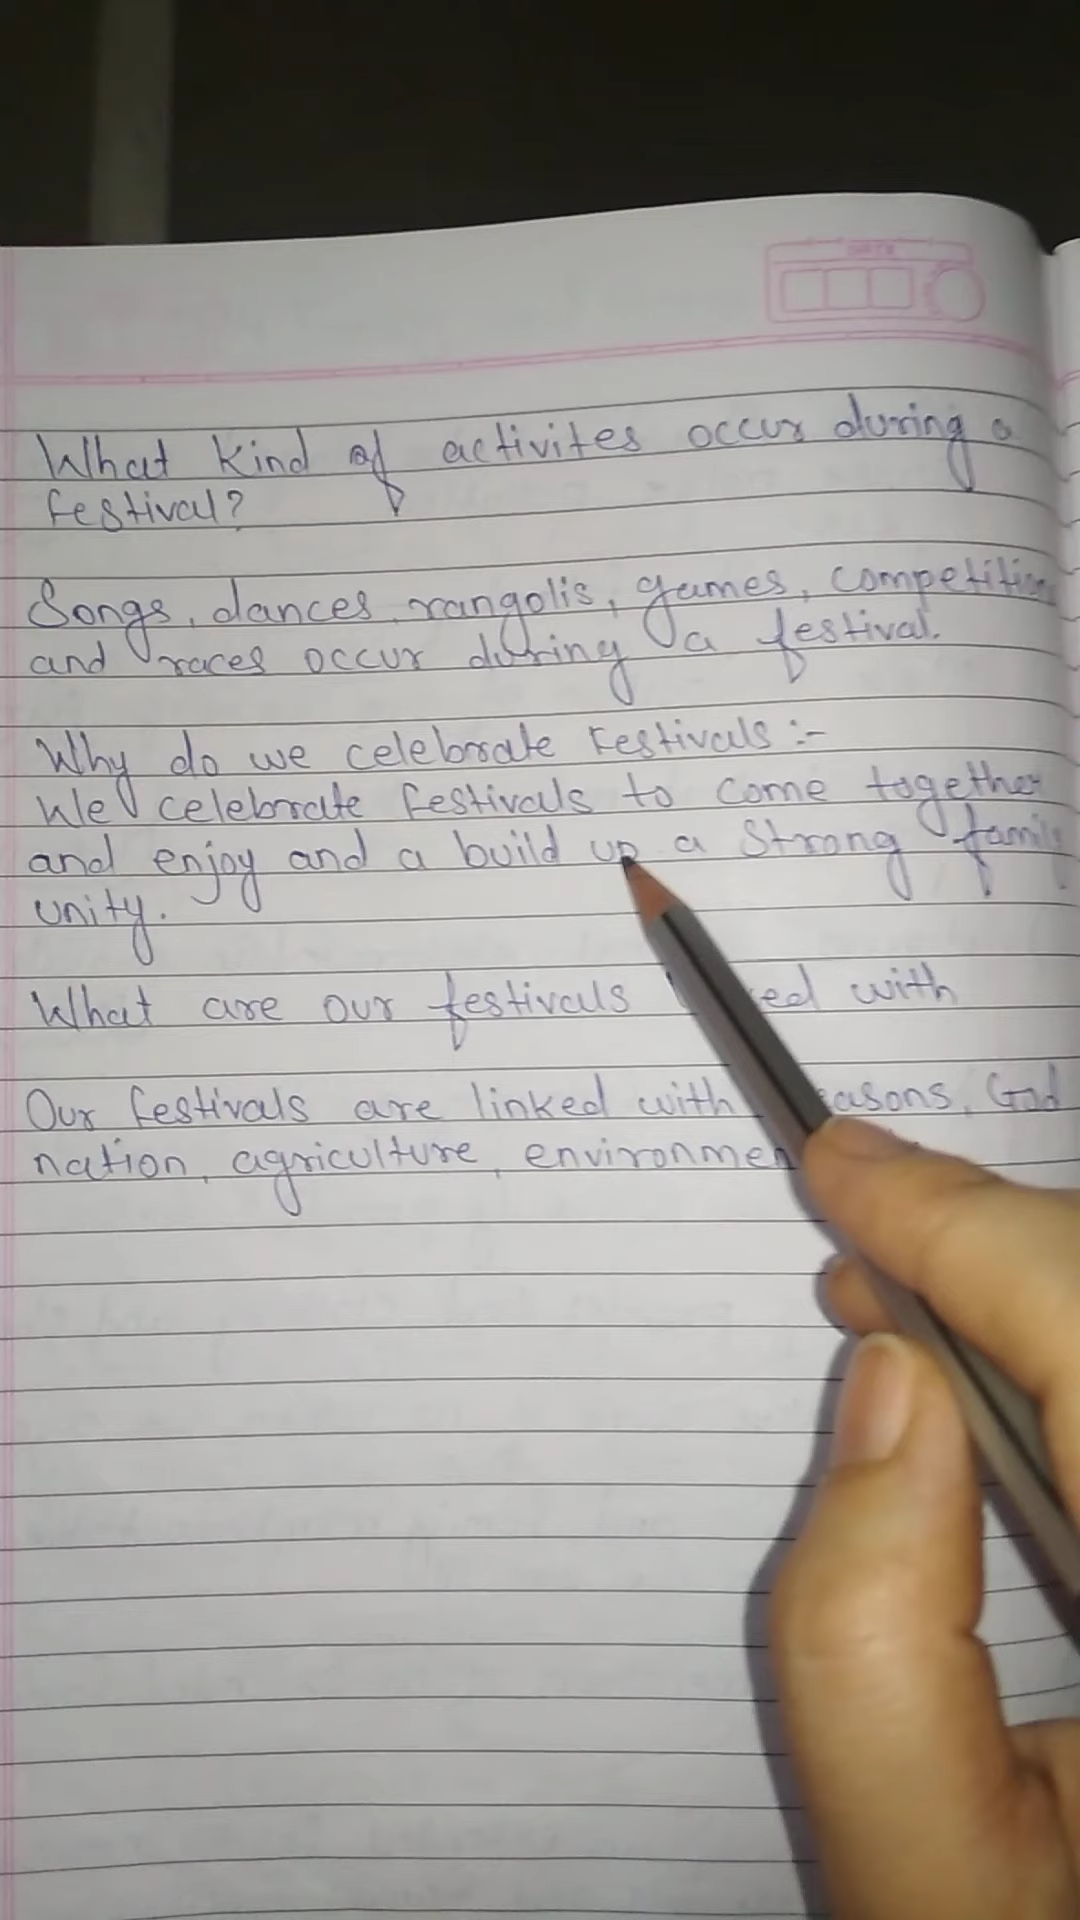 What kind of activites occur during a
festival?
Songs, dances, rangolis, games, competition
and races occur during a festival.
Why do we celebrate Festivals :-
We celebrate festivals to come together
and enjoy and a build up a strong family
unity.
What are our festivals with
Our festivals are linked with God
nation, agriculture,